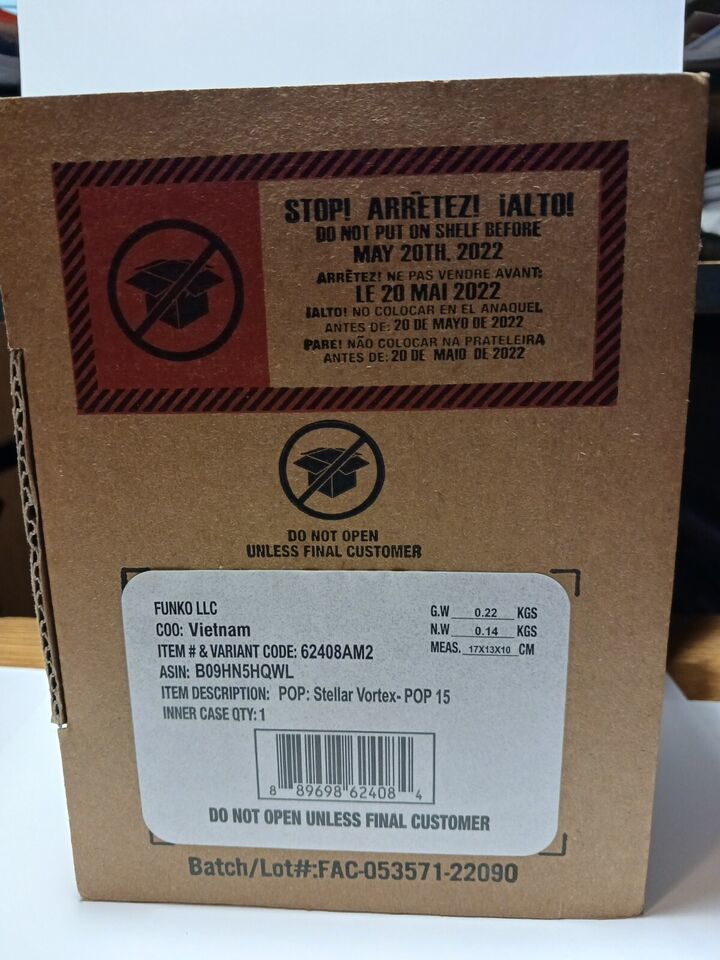 STOP! ARRÊTEZ! ¡ALTO!
DO NOT PUT ON SHELF BEFORE
MAY 20TH, 2022
ARRÊTEZ! NE PAS VENDRE AVANT:
LE 20 MAI 2022
¡ALTO! NO COLOCAR EN EL ANAQUEL
ANTES DE: 20 DE MAYO DE 2022
PARE! NÃO COLOCAR NA PRATELEIRA
ANTES DE: 20 DE MAIO DE 2022
DO NOT OPEN
UNLESS FINAL CUSTOMER
FUNKO LLC
COO: Vietnam
ITEM # & VARIANT CODE: 62408AM2
ASIN: B09HN5HQWL
ITEM DESCRIPTION: POP: Stellar Vortex- POP 15
INNER CASE QTY: 1
G.W 0.22 KGS
N.W 0.14 KGS
MEAS. 17X13X10 CM
8 89698 62408 4
DO NOT OPEN UNLESS FINAL CUSTOMER
Batch/Lot#:FAC-053571-22090